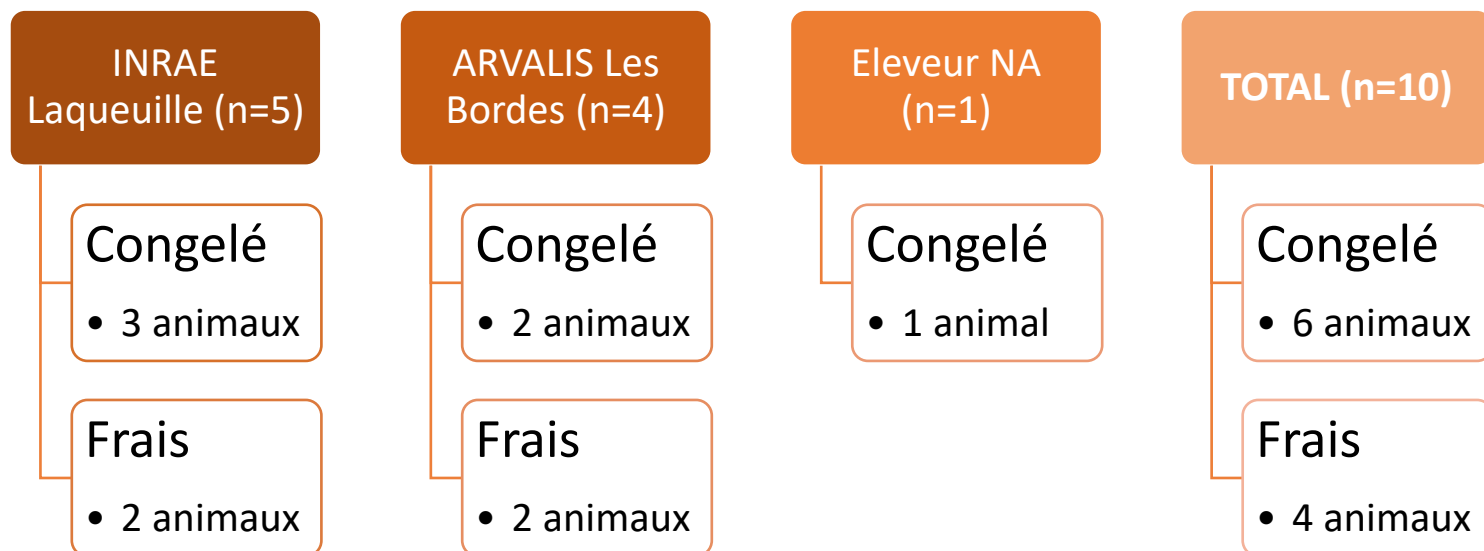 INRAE
Laqueuille (n=5)
Congelé
• 3 animaux
Frais
• 2 animaux
ARVALIS Les
Bordes (n=4)
Congelé
• 2 animaux
Frais
• 2 animaux
Eleveur NA
(n=1)
Congelé
• 1 animal
TOTAL (n=10)
Congelé
• 6 animaux
Frais
• 4 animaux